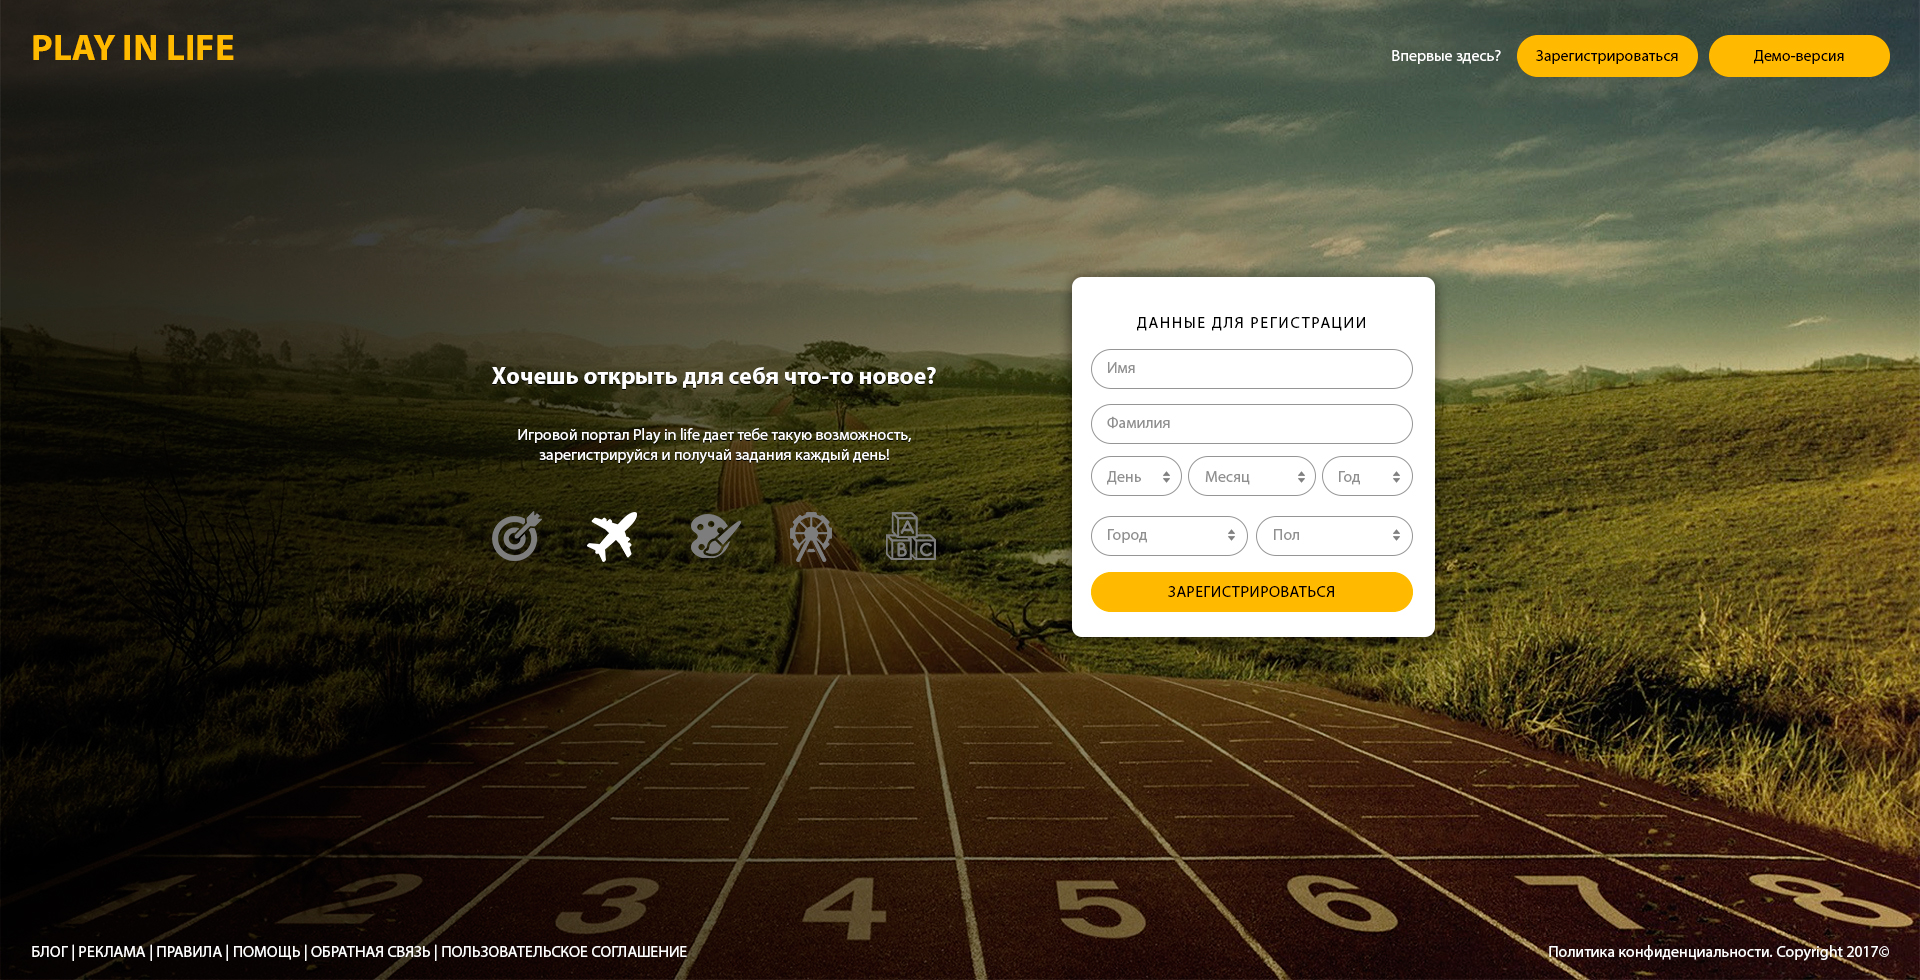 PLAY IN LIFE
Впервые здесь?
Зарегистрироваться
Демо-версия
ДАННЫЕ ДЛЯ РЕГИСТРАЦИИ
Имя
Фамилия
День
Месяц
Год
Город
Пол
ЗАРЕГИСТРИРОВАТЬСЯ
Хочешь открыть для себя что-то новое?
Игровой портал Play in life дает тебе такую возможность,
зарегистрируйся и получай задания каждый день!
A
B C
1 2 3 4 5 6 7 8
БЛОГ | РЕКЛАМА | ПРАВИЛА | ПОМОЩЬ | ОБРАТНАЯ СВЯЗЬ | ПОЛЬЗОВАТЕЛЬСКОЕ СОГЛАШЕНИЕ
Политика конфиденциальности. Copyright 2017©